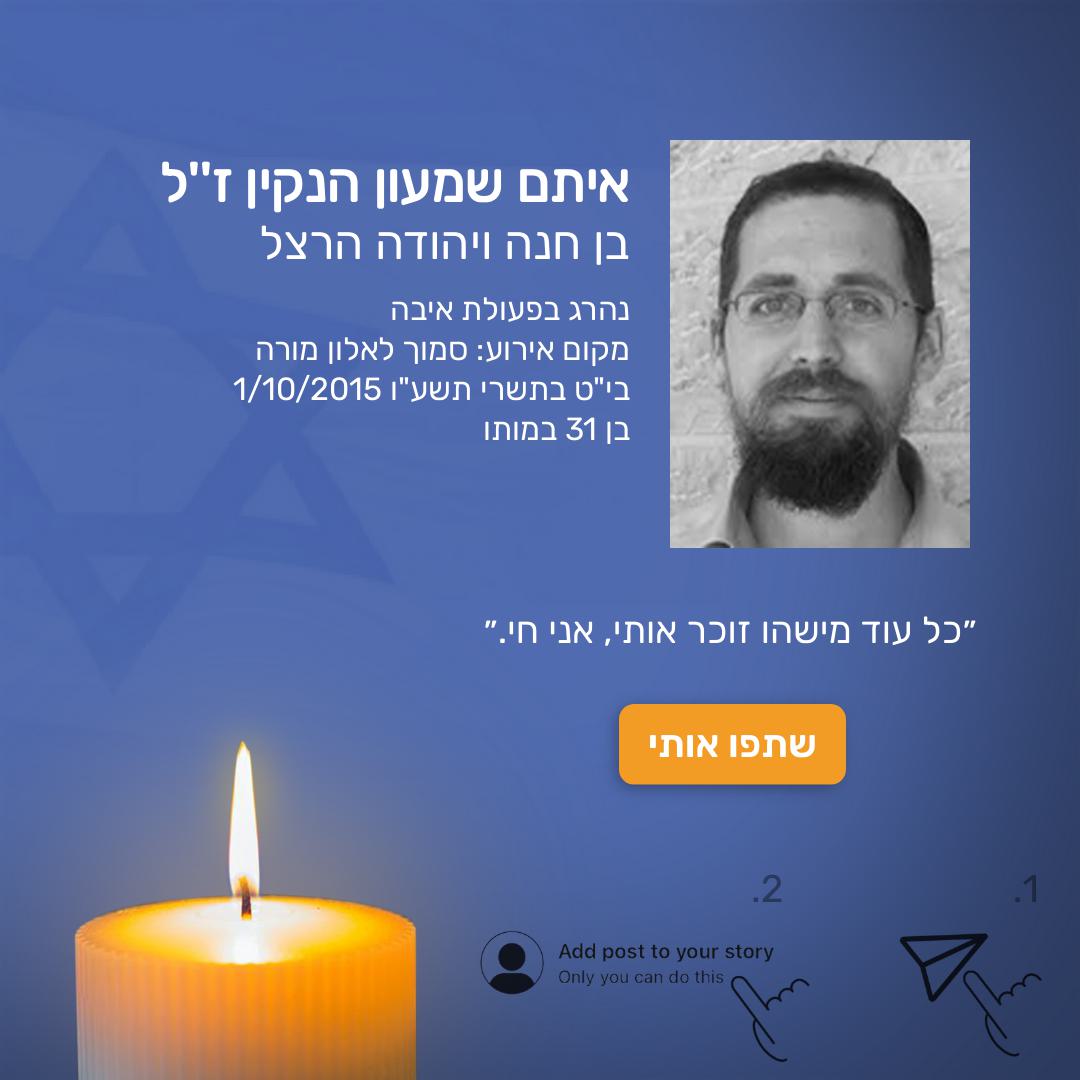 איתם שמעון הנקין ז''ל
בן חנה ויהודה הרצל
נהרג בפעולת איבה
מקום אירוע: סמוך לאלון מורה
בי"ט בתשרי תשע"ו 1/10/2015
בן 31 במותו
״כל עוד מישהו זוכר אותי, אני חי.״
שתפו אותי
1.
2.
Add post to your story
Only you can do this